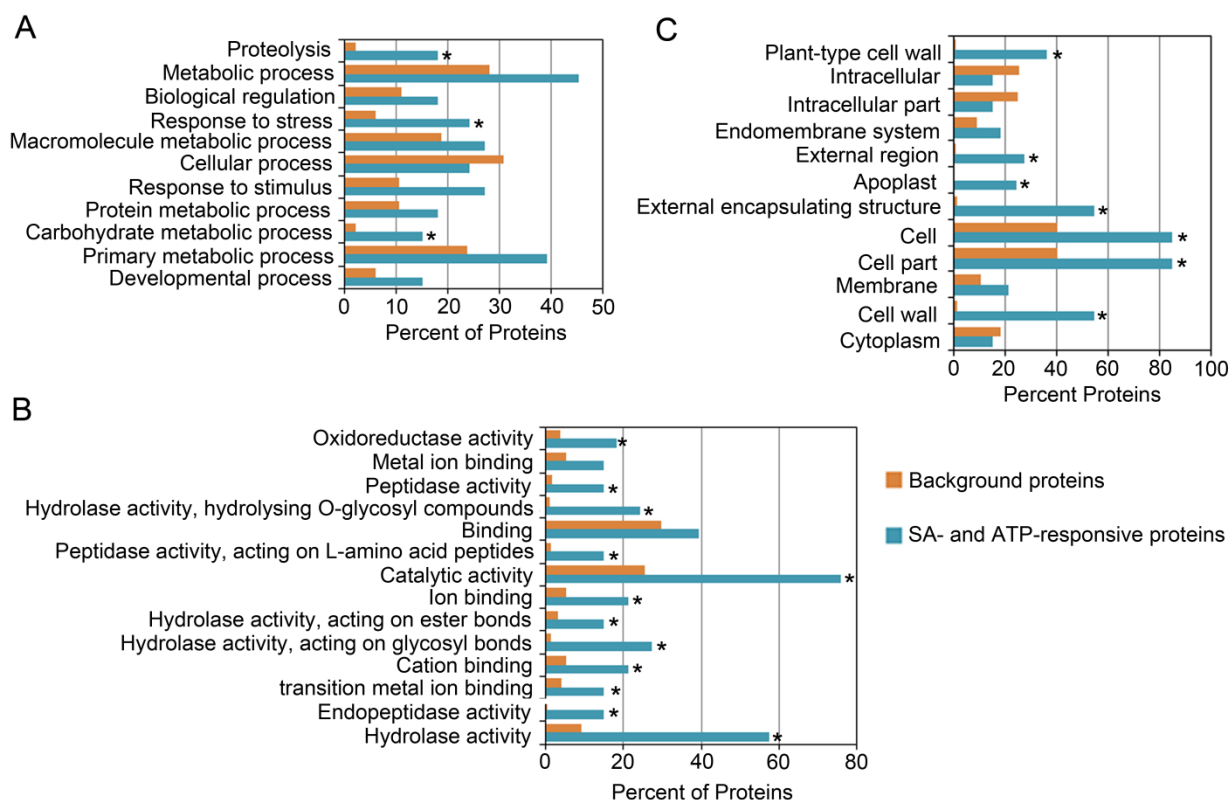 A
Proteolysis
*
Metabolic process
Biological regulation
Response to stress
*
Macromolecule metabolic process
Cellular process
Response to stimulus
Protein metabolic process
Carbohydrate metabolic process
*
Primary metabolic process
Developmental process
0 10 20 30 40 50
Percent of Proteins
C
Plant-type cell wall
*
Intracellular
Intracellular part
Endomembrane system
External region
*
Apoplast
*
External encapsulating structure
*
Cell
*
Cell part
*
Membrane
Cell wall
*
Cytoplasm
0 20 40 60 80 100
Percent Proteins
B
Oxidoreductase activity
*
Metal ion binding
Peptidase activity
*
Hydrolase activity, hydrolysing O-glycosyl compounds
*
Binding
Peptidase activity, acting on L-amino acid peptides
*
Catalytic activity
*
Ion binding
*
Hydrolase activity, acting on ester bonds
*
Hydrolase activity, acting on glycosyl bonds
*
Cation binding
*
transition metal ion binding
*
Endopeptidase activity
*
Hydrolase activity
*
0 20 40 60 80
Percent of Proteins
Background proteins
SA- and ATP-responsive proteins